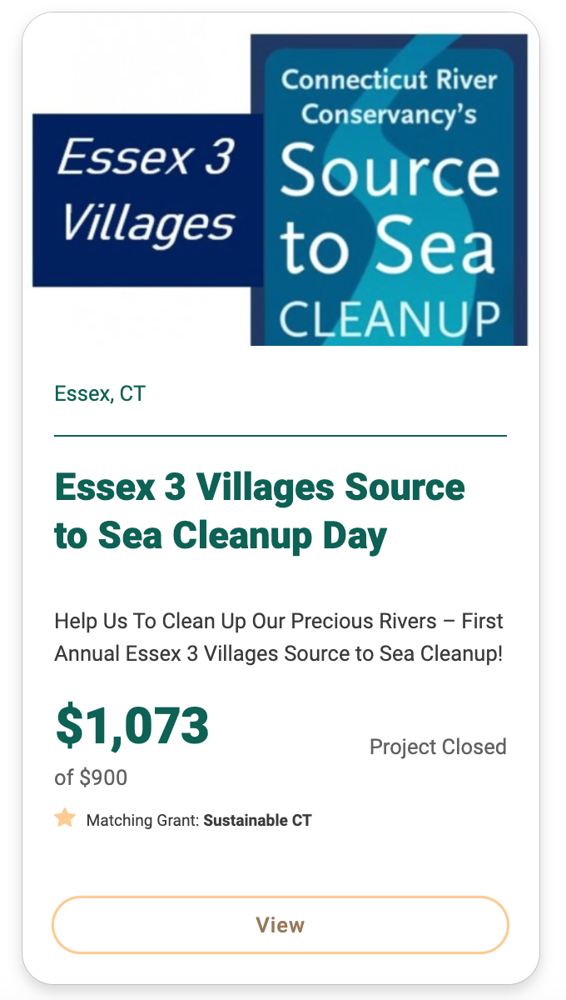 Essex 3
Villages
Connecticut River
Conservancy’s
Source
to Sea
CLEANUP
Essex, CT
Essex 3 Villages Source
to Sea Cleanup Day
Help Us To Clean Up Our Precious Rivers – First
Annual Essex 3 Villages Source to Sea Cleanup!
$1,073
of $900
Project Closed
Matching Grant: Sustainable CT
View